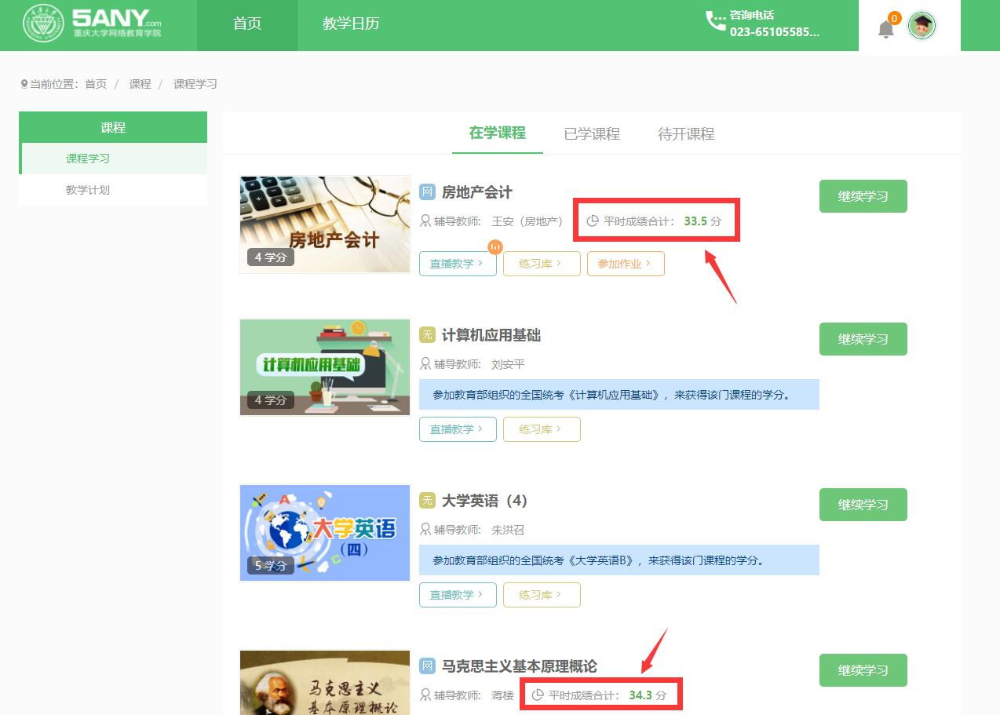 5ANY.com
重庆大学网络教育学院
首页
教学日历
咨询电话
023-65105585...
0
当前位置： 首页 / 课程 / 课程学习
课程
课程学习
教学计划
在学课程
已学课程
待开课程
房地产会计
4 学分
网 房地产会计
辅导教师: 王安（房地产）
平时成绩合计： 33.5 分
直播教学 >
练习库 >
参加作业 >
继续学习
计算机应用基础
4 学分
无 计算机应用基础
辅导教师: 刘安平
参加教育部组织的全国统考《计算机应用基础》，来获得该门课程的学分。
直播教学 >
练习库 >
继续学习
大学英语
（四）
5 学分
无 大学英语（4）
辅导教师: 朱洪召
参加教育部组织的全国统考《大学英语B》，来获得该门课程的学分。
直播教学 >
练习库 >
继续学习
马克思主义
基本原理概论
网 马克思主义基本原理概论
辅导教师: 蒋楼
平时成绩合计： 34.3 分
继续学习